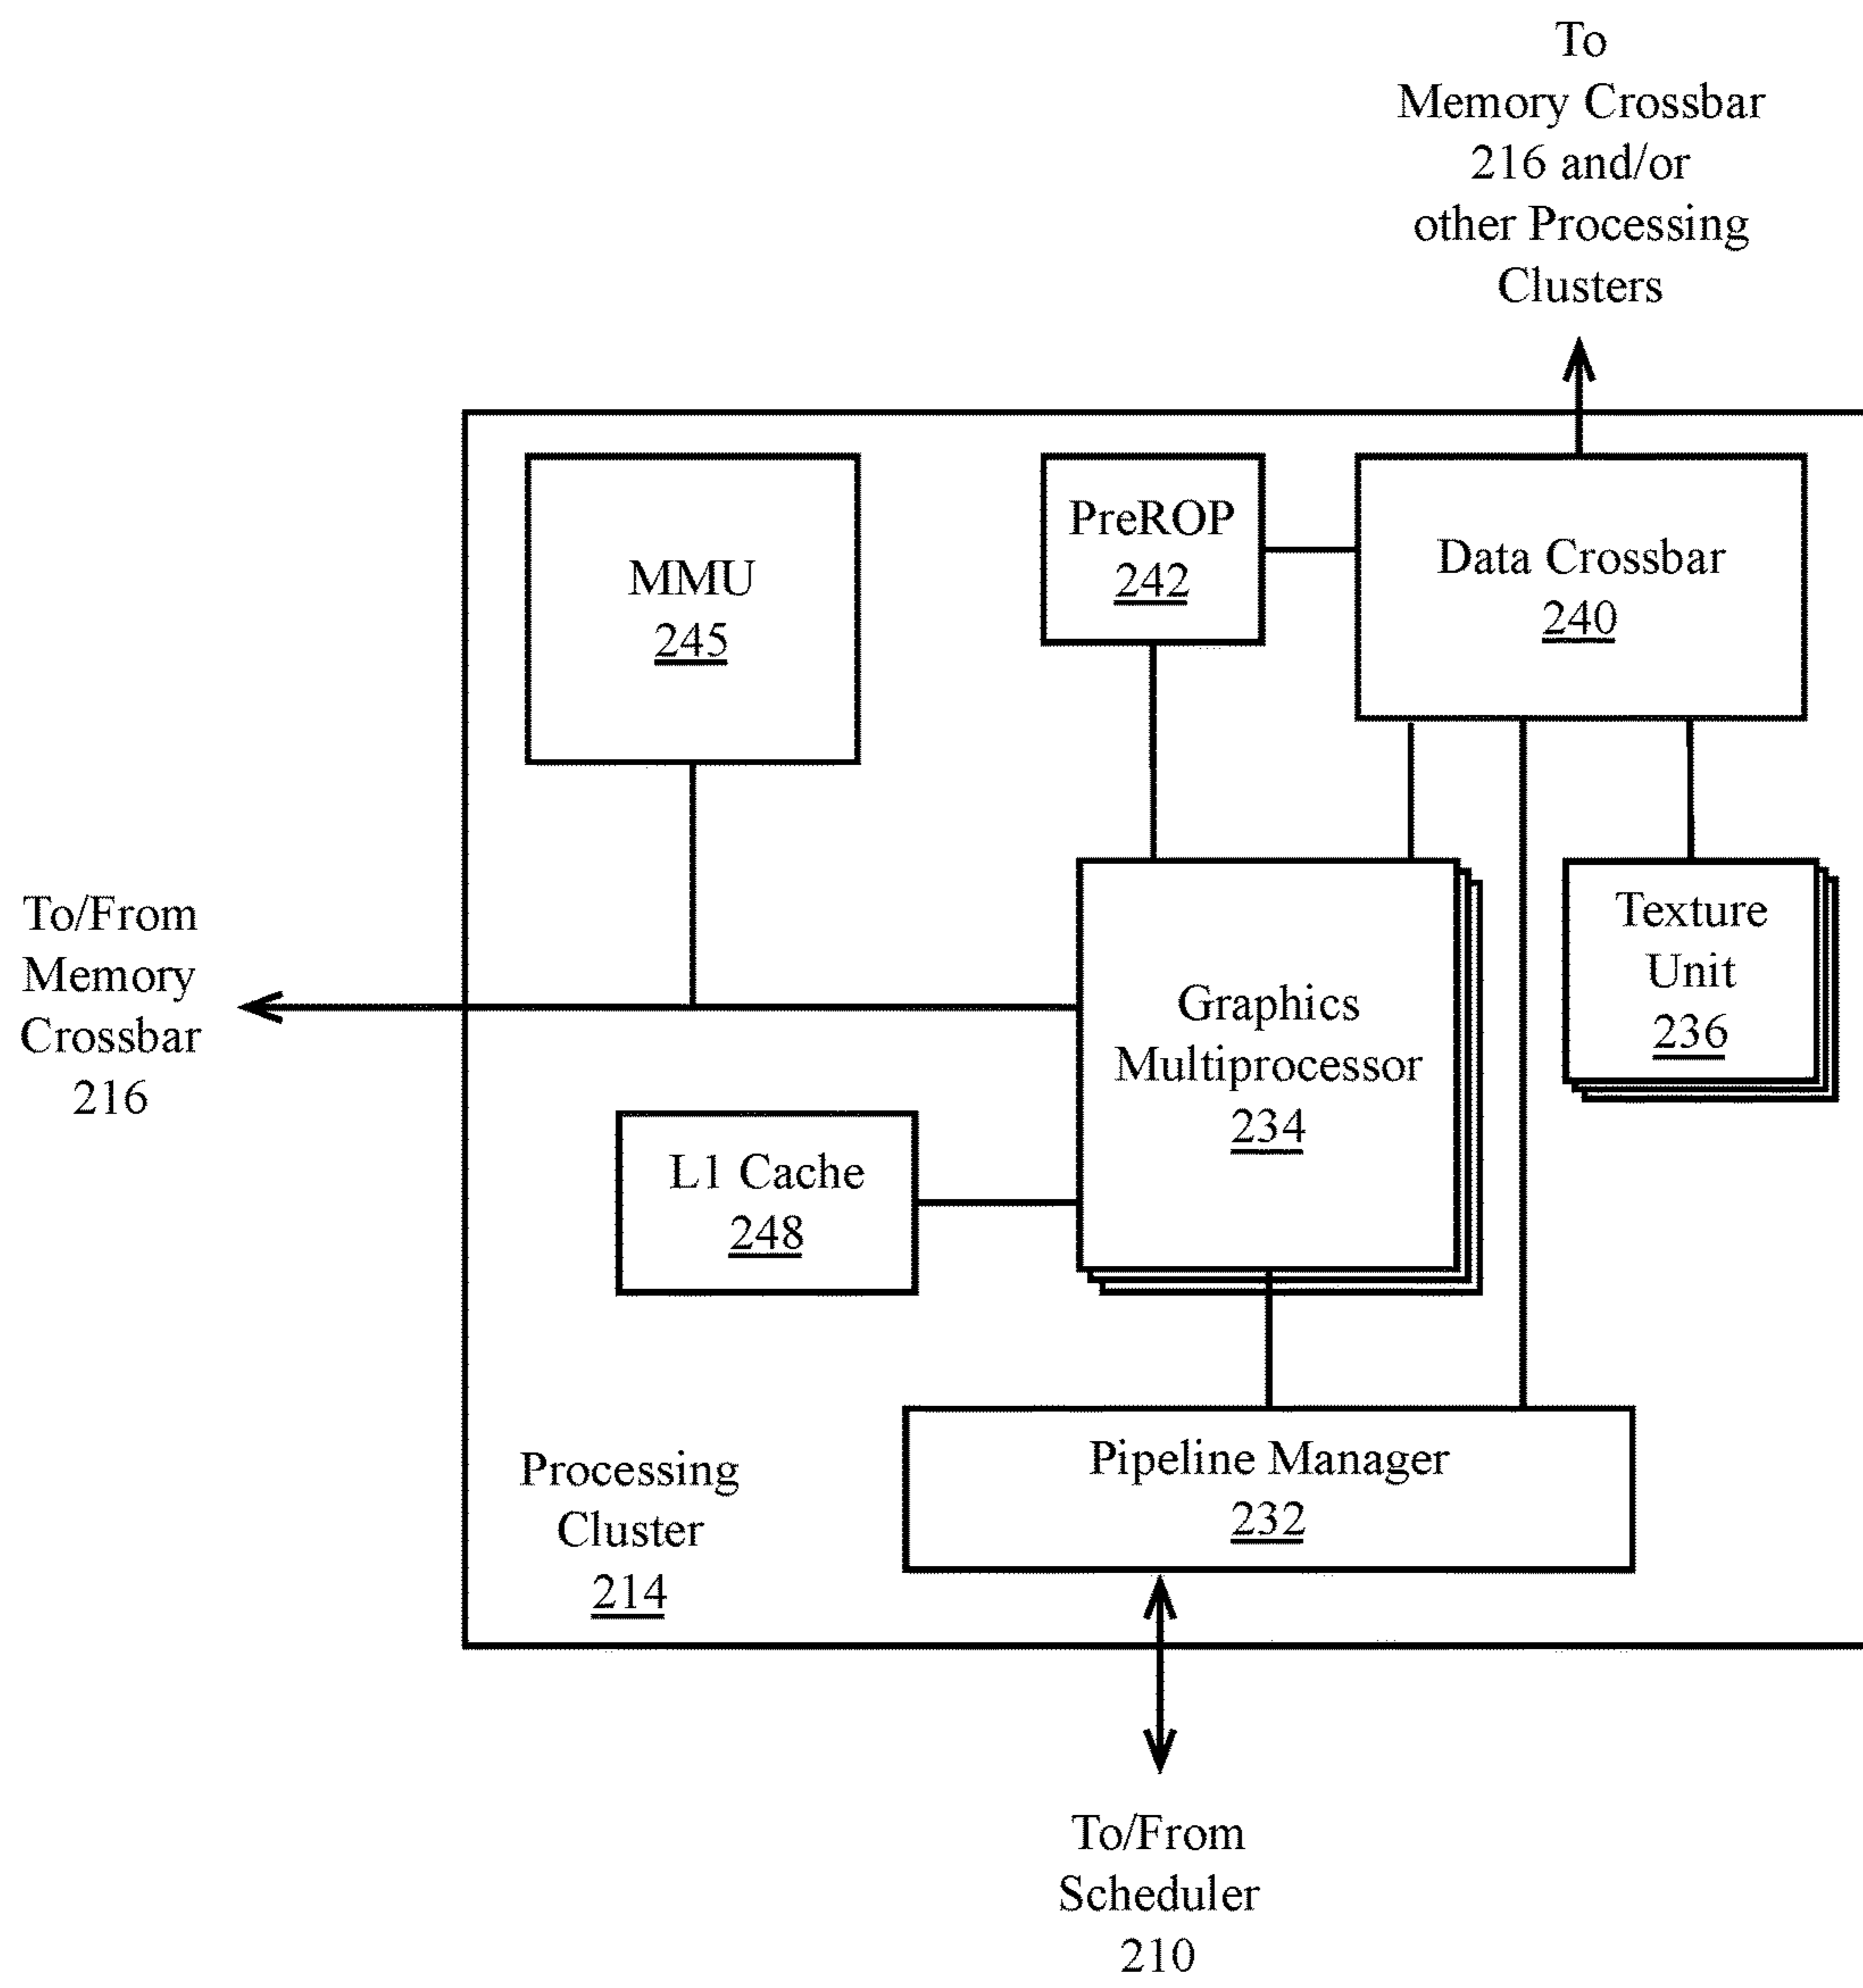 To
Memory Crossbar
216 and/or
other Processing
Clusters
MMU
245
PreROP
242
Data Crossbar
240
To/From
Memory
Crossbar
216
Graphics
Multiprocessor
234
Texture
Unit
236
L1 Cache
248
Processing
Cluster
214
Pipeline Manager
232
To/From
Scheduler
210